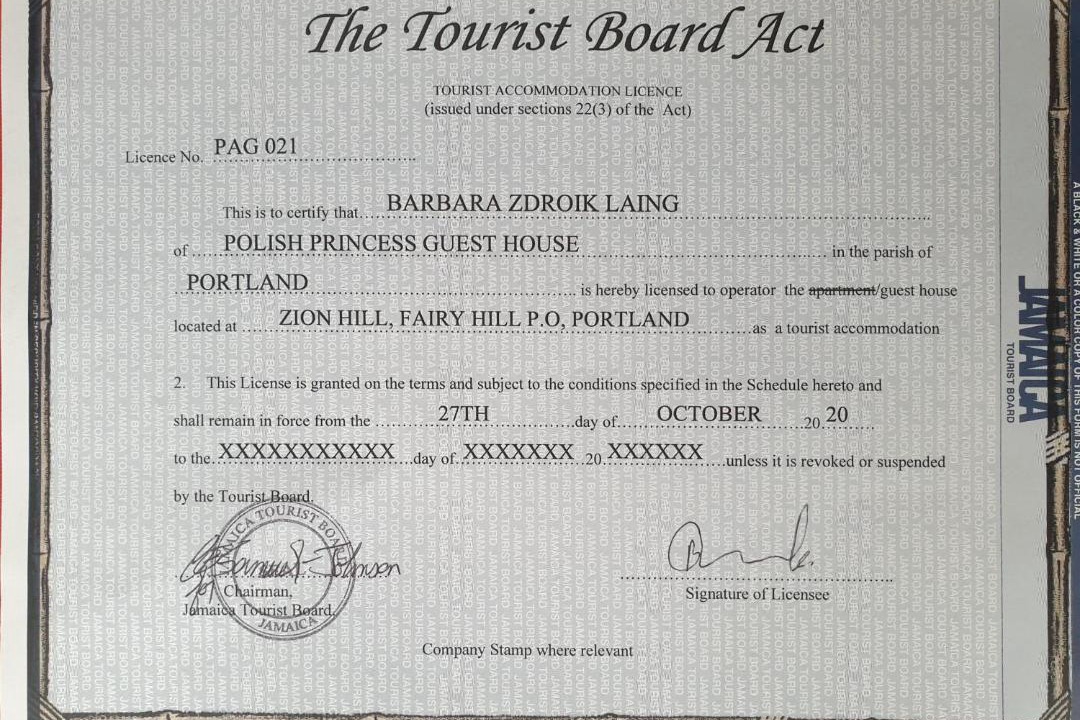 The Tourist Board Act
TOURIST ACCOMMODATION LICENCE
(issued under sections 22(3) of the Act)
Licence No. PAG 021
This is to certify that BARBARA ZDROIK LAING
of POLISH PRINCESS GUEST HOUSE in the parish of
PORTLAND is hereby licensed to operator the apartment/guest house
located at ZION HILL, FAIRY HILL P.O, PORTLAND as a tourist accommodation
2. This License is granted on the terms and subject to the conditions specified in the Schedule hereto and
shall remain in force from the 27TH day of OCTOBER 20 20
to the XXXXXXXXXXX day of XXXXXXX 20 XXXXXX unless it is revoked or suspended
by the Tourist Board.
JAMAICA TOURIST BOARD
JAMAICA
Johnson
for Chairman,
Jamaica Tourist Board
Signature of Licensee
Company Stamp where relevant
JAMAICA
TOURIST BOARD
A BLACK & WHITE OR A COLOR COPY OF THIS FORM IS NOT OFFICIAL